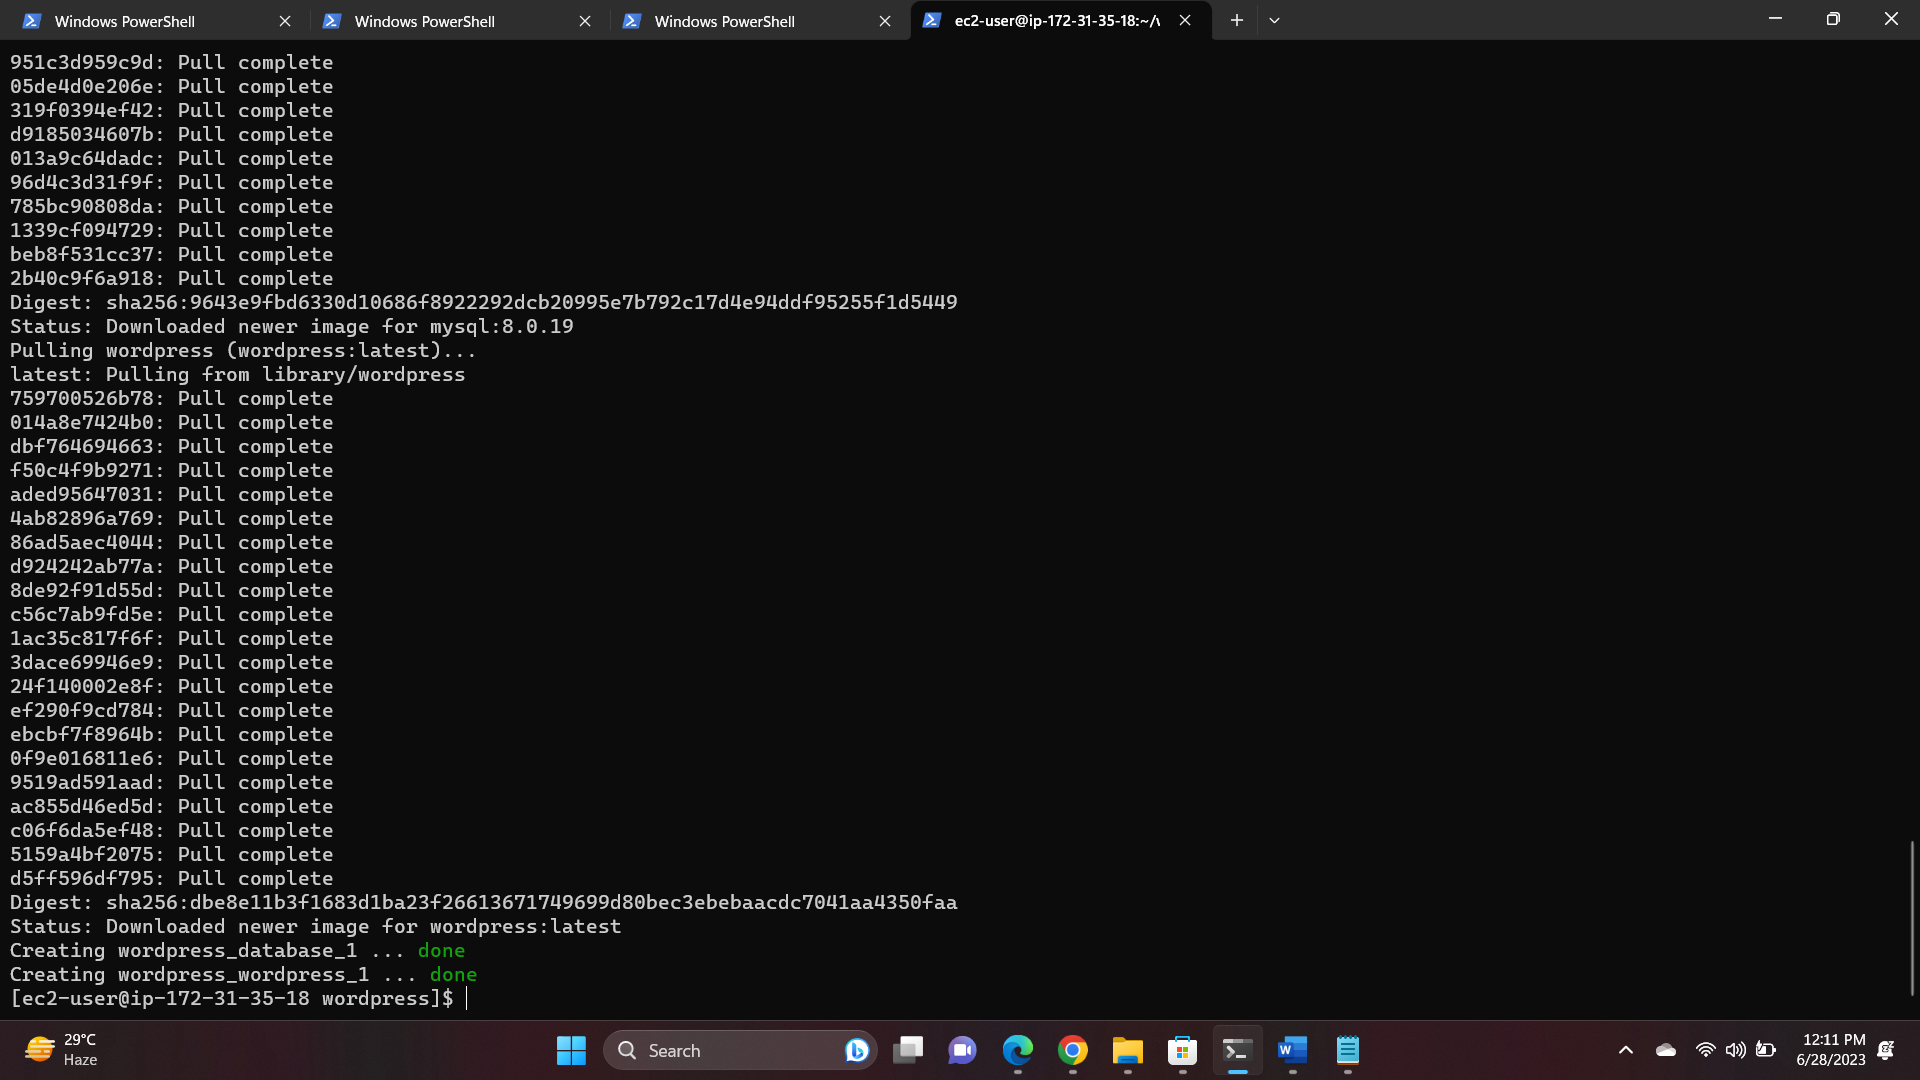 Windows PowerShell
Windows PowerShell
Windows PowerShell
ec2-user@ip-172-31-35-18:~/v
951c3d959c9d: Pull complete
05de4d0e206e: Pull complete
319f0394ef42: Pull complete
d9185034607b: Pull complete
013a9c64dadc: Pull complete
96d4c3d31f9f: Pull complete
785bc90808da: Pull complete
1339cf094729: Pull complete
beb8f531cc37: Pull complete
2b40c9f6a918: Pull complete
Digest: sha256:9643e9fbd6330d10686f8922292dcb20995e7b792c17d4e94ddf95255f1d5449
Status: Downloaded newer image for mysql:8.0.19
Pulling wordpress (wordpress:latest)...
latest: Pulling from library/wordpress
759700526b78: Pull complete
014a8e7424b0: Pull complete
dbf764694663: Pull complete
f50c4f9b9271: Pull complete
aded95647031: Pull complete
4ab82896a769: Pull complete
86ad5aec4044: Pull complete
d924242ab77a: Pull complete
8de92f91d55d: Pull complete
c56c7ab9fd5e: Pull complete
1ac35c817f6f: Pull complete
3dace69946e9: Pull complete
24f140002e8f: Pull complete
ef290f9cd784: Pull complete
ebcbf7f8964b: Pull complete
0f9e016811e6: Pull complete
9519ad591aad: Pull complete
ac855d46ed5d: Pull complete
c06f6da5ef48: Pull complete
5159a4bf2075: Pull complete
d5ff596df795: Pull complete
Digest: sha256:dbe8e11b3f1683d1ba23f26613671749699d80bec3ebebaacdc7041aa4350faa
Status: Downloaded newer image for wordpress:latest
Creating wordpress_database_1 ... done
Creating wordpress_wordpress_1 ... done
[ec2-user@ip-172-31-35-18 wordpress]$
29°C
Haze
Search
12:11 PM
6/28/2023